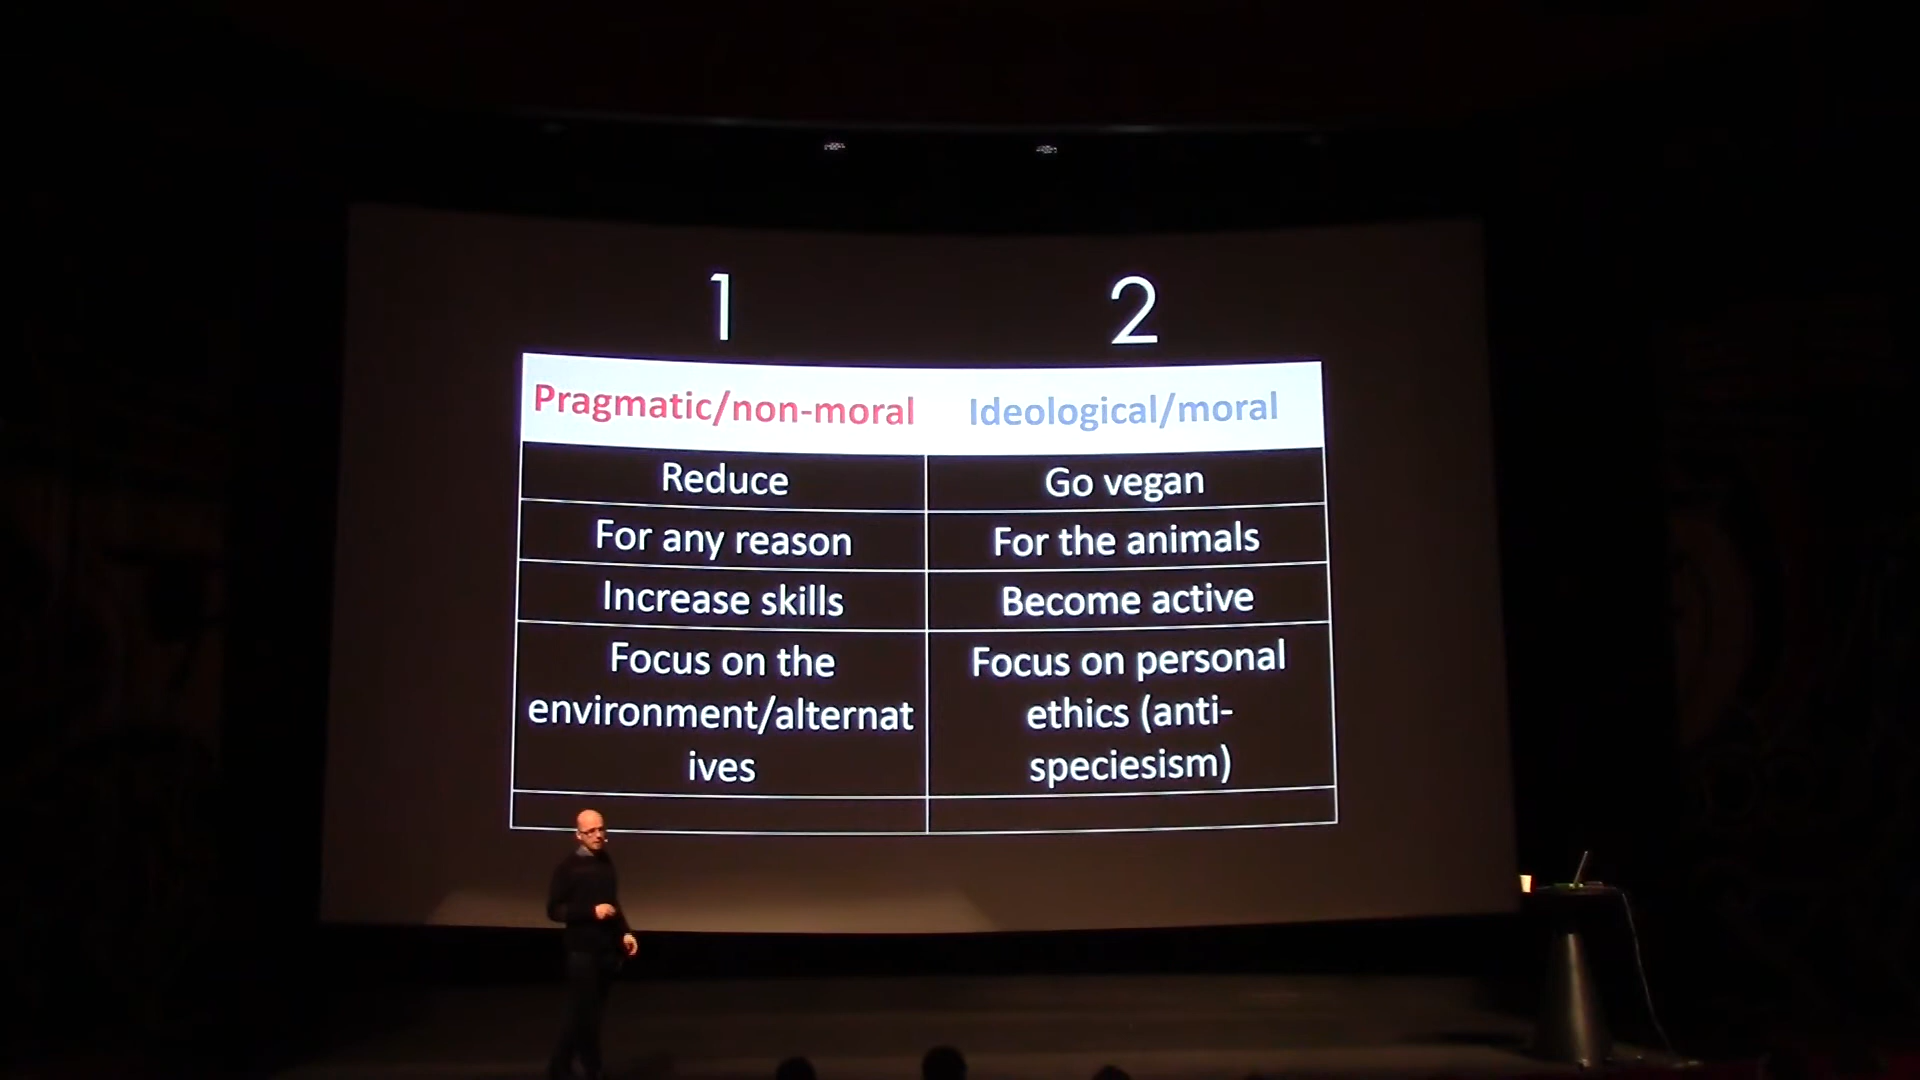 1 2
Pragmatic/non-moral Ideological/moral
Reduce Go vegan
For any reason For the animals
Increase skills Become active
Focus on the
environment/alternat
ives
Focus on personal
ethics (anti-
speciesism)